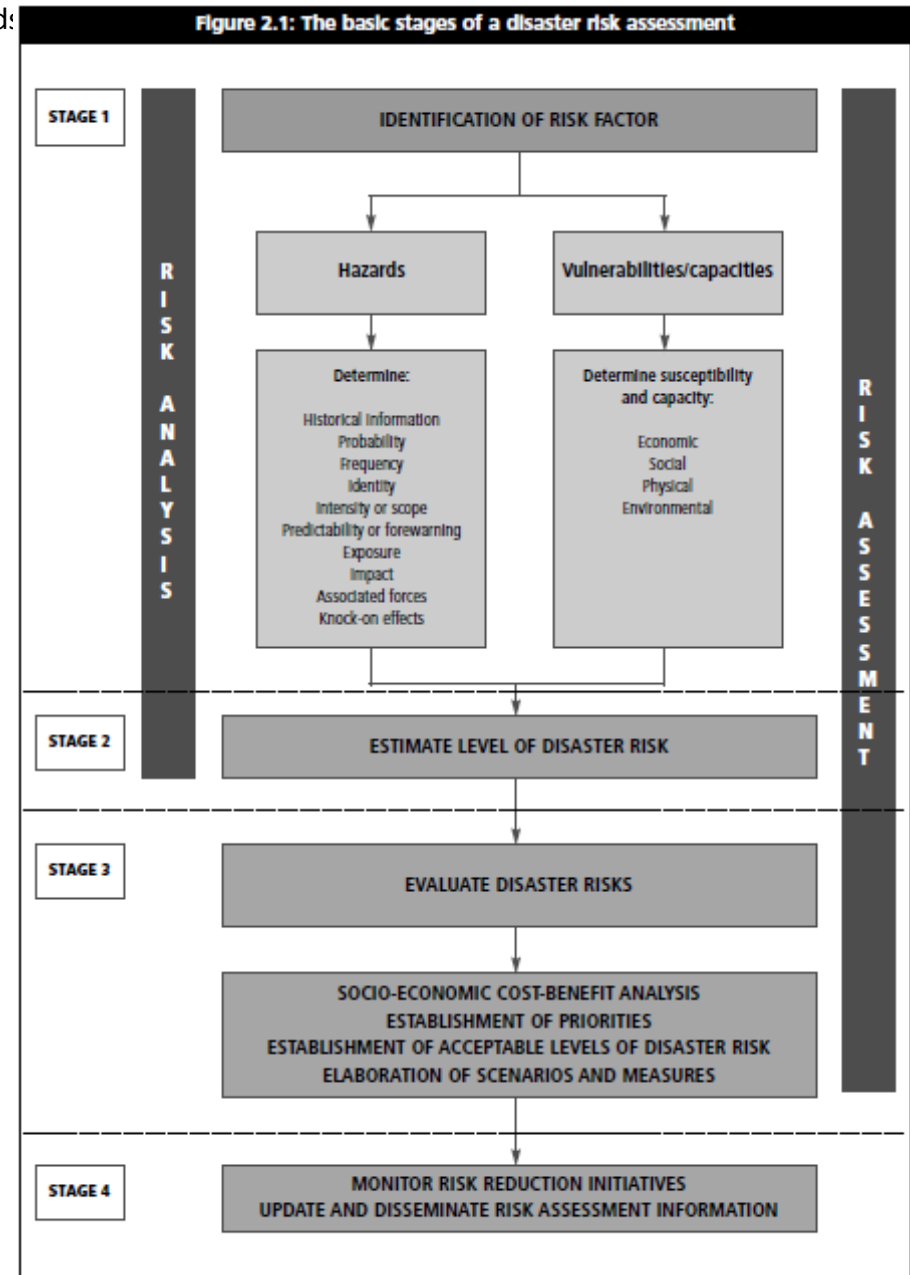 Figure 2.1: The basic stages of a disaster risk assessment
STAGE 1
IDENTIFICATION OF RISK FACTOR
RISK ANALYSIS
RISK ASSESSMENT
Hazards
Vulnerabilities/capacities
Determine:
Historical information
Probability
Frequency
Identity
Intensity or scope
Predictability or forewarning
Exposure
Impact
Associated forces
Knock-on effects
Determine susceptibility
and capacity:
Economic
Social
Physical
Environmental
STAGE 2
ESTIMATE LEVEL OF DISASTER RISK
STAGE 3
EVALUATE DISASTER RISKS
SOCIO-ECONOMIC COST-BENEFIT ANALYSIS
ESTABLISHMENT OF PRIORITIES
ESTABLISHMENT OF ACCEPTABLE LEVELS OF DISASTER RISK
ELABORATION OF SCENARIOS AND MEASURES
STAGE 4
MONITOR RISK REDUCTION INITIATIVES
UPDATE AND DISSEMINATE RISK ASSESSMENT INFORMATION